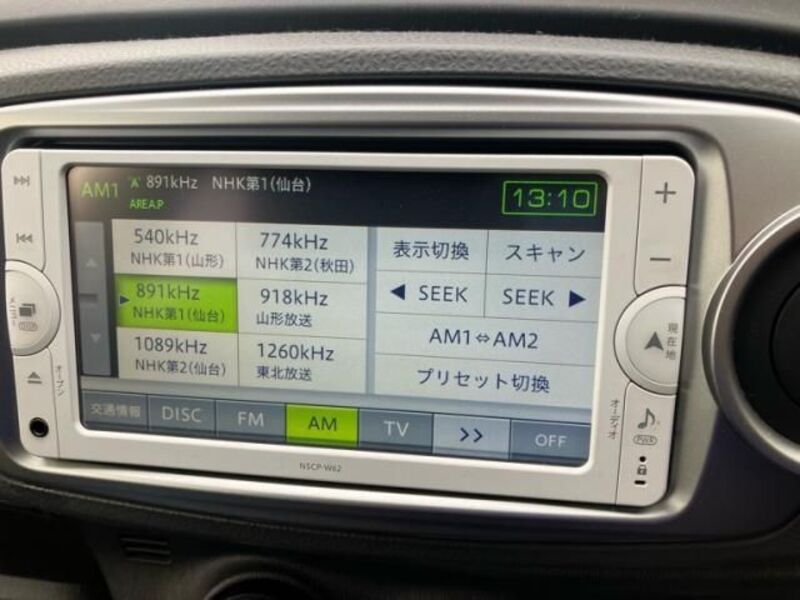 AM1 891kHz NHK第1(仙台)
AREA.P
13:10
540kHz
NHK第1(山形)
774kHz
NHK第2(秋田)
891kHz
NHK第1(仙台)
918kHz
山形放送
1089kHz
NHK第2(仙台)
1260kHz
東北放送
表示切換
スキャン
◀ SEEK
SEEK ▶
AM1⇔AM2
プリセット切換
交通情報
DISC
FM
AM
TV
>>
OFF
メニュー
オープン
+
−
現在地
オーディオ
PWR
NSCP-W62